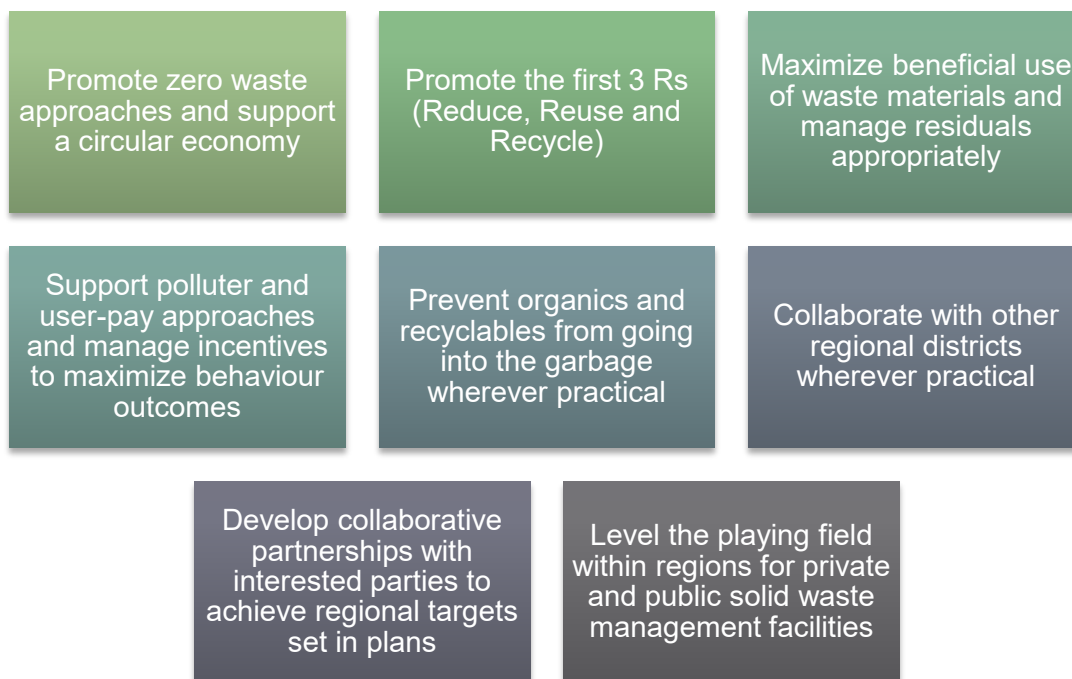 Promote zero waste
approaches and support
a circular economy
Promote the first 3 Rs
(Reduce, Reuse and
Recycle)
Maximize beneficial use
of waste materials and
manage residuals
appropriately
Support polluter and
user-pay approaches
and manage incentives
to maximize behaviour
outcomes
Prevent organics and
recyclables from going
into the garbage
wherever practical
Collaborate with other
regional districts
wherever practical
Develop collaborative
partnerships with
interested parties to
achieve regional targets
set in plans
Level the playing field
within regions for private
and public solid waste
management facilities